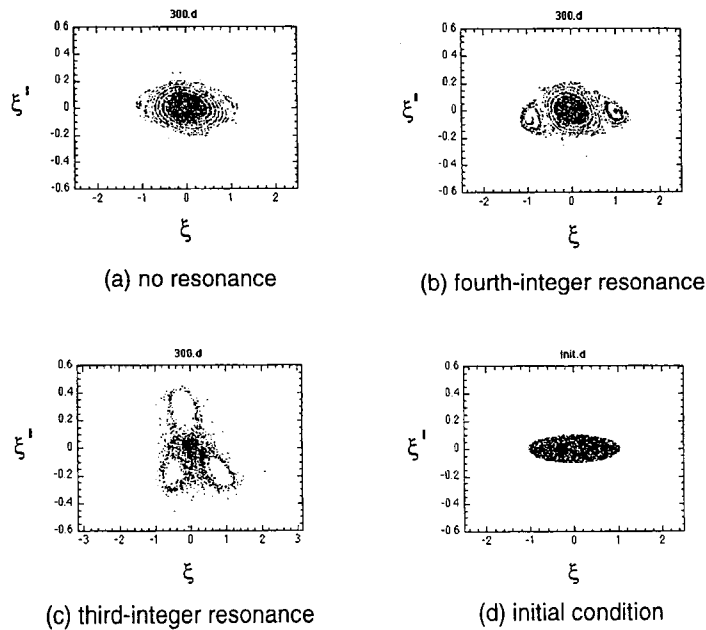 300.d
300.d
0.6
0.4
0.2
0
-0.2
-0.4
-0.6
ξ'
-2 -1 0 1 2
ξ
(a) no resonance
0.6
0.4
0.2
0
-0.2
-0.4
-0.6
ξ'
-2 -1 0 1 2
ξ
(b) fourth-integer resonance
300.d
init.d
0.6
0.4
0.2
0
-0.2
-0.4
-0.6
ξ'
-3 -2 -1 0 1 2 3
ξ
(c) third-integer resonance
0.6
0.4
0.2
0
-0.2
-0.4
-0.6
ξ'
-2 -1 0 1 2
ξ
(d) initial condition